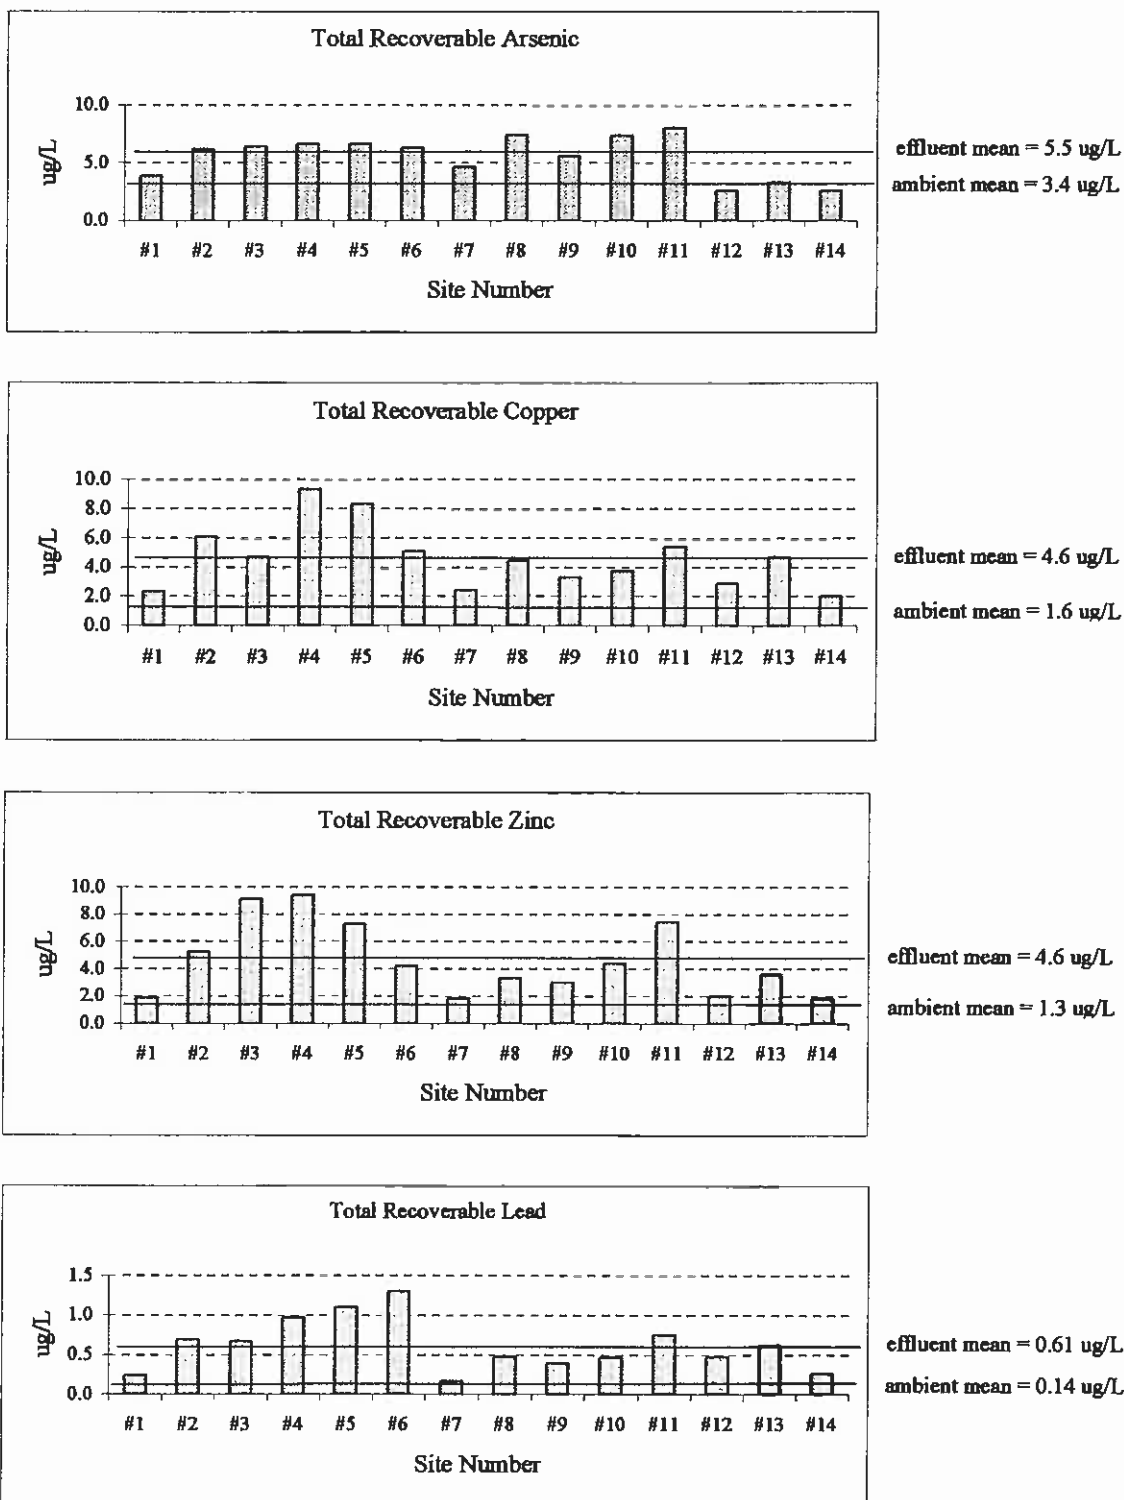 Total Recoverable Arsenic
10.0
5.0
0.0
ug/L
#1 #2 #3 #4 #5 #6 #7 #8 #9 #10 #11 #12 #13 #14
Site Number
effluent mean = 5.5 ug/L
ambient mean = 3.4 ug/L
Total Recoverable Copper
10.0
8.0
6.0
4.0
2.0
0.0
ug/L
#1 #2 #3 #4 #5 #6 #7 #8 #9 #10 #11 #12 #13 #14
Site Number
effluent mean = 4.6 ug/L
ambient mean = 1.6 ug/L
Total Recoverable Zinc
10.0
8.0
6.0
4.0
2.0
0.0
ug/L
#1 #2 #3 #4 #5 #6 #7 #8 #9 #10 #11 #12 #13 #14
Site Number
effluent mean = 4.6 ug/L
ambient mean = 1.3 ug/L
Total Recoverable Lead
1.5
1.0
0.5
0.0
ug/L
#1 #2 #3 #4 #5 #6 #7 #8 #9 #10 #11 #12 #13 #14
Site Number
effluent mean = 0.61 ug/L
ambient mean = 0.14 ug/L